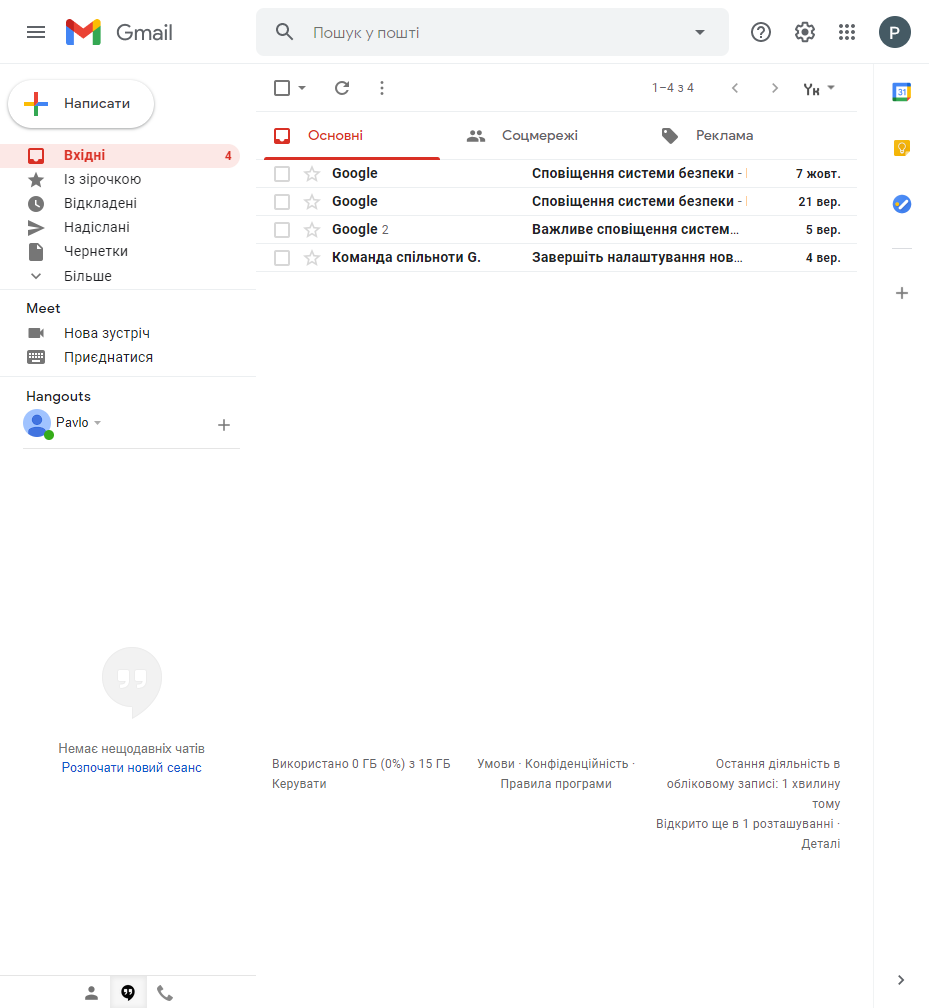 Gmail
Пошук у пошті
P
Написати
1–4 з 4
Ук
31
Основні
Соцмережі
Реклама
Вхідні 4
Із зірочкою
Відкладені
Надіслані
Чернетки
Більше
Google Сповіщення системи безпеки - 7 жовт.
Google Сповіщення системи безпеки - 21 вер.
Google 2 Важливе сповіщення систем… 5 вер.
Команда спільноти G. Завершіть налаштування нов… 4 вер.
Meet
Нова зустріч
Приєднатися
Hangouts
Pavlo
Немає нещодавніх чатів
Розпочати новий сеанс
Використано 0 ГБ (0%) з 15 ГБ
Керувати
Умови · Конфіденційність ·
Правила програми
Остання діяльність в
обліковому записі: 1 хвилину
тому
Відкрито ще в 1 розташуванні ·
Деталі